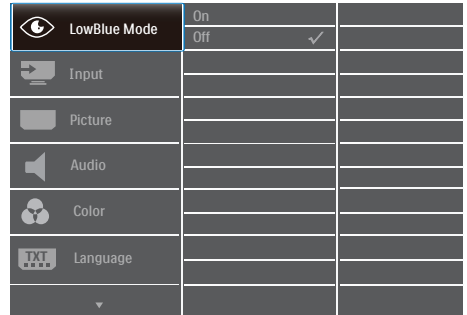 LowBlue Mode
On
Off
Input
Picture
Audio
Color
TXT
Language